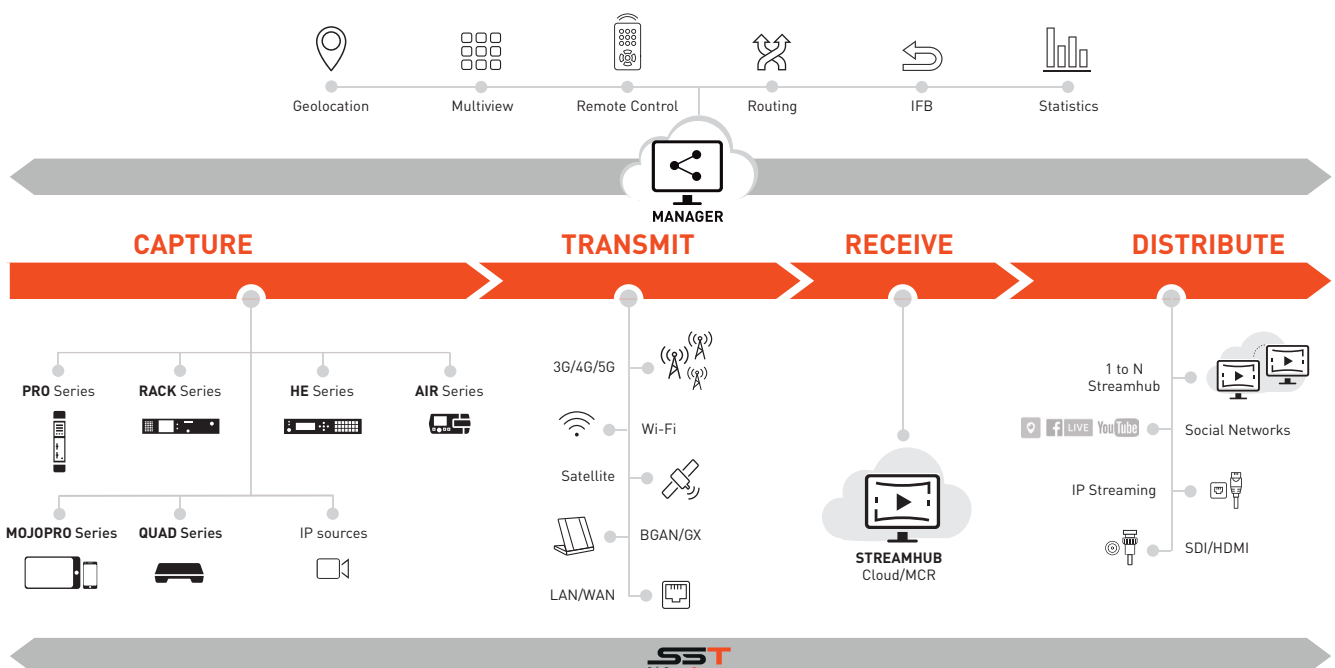 Geolocation
Multiview
Remote Control
Routing
IFB
Statistics
MANAGER
CAPTURE
TRANSMIT
RECEIVE
DISTRIBUTE
PRO Series
RACK Series
HE Series
AIR Series
MOJOPRO Series
QUAD Series
IP sources
3G/4G/5G
Wi-Fi
Satellite
BGAN/GX
LAN/WAN
STREAMHUB
Cloud/MCR
1 to N
Streamhub
f LIVE YouTube
Social Networks
IP Streaming
SDI/HDMI
SST